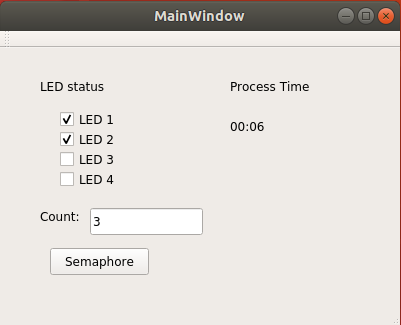 MainWindow
LED status
Process Time
LED 1
00:06
LED 2
LED 3
LED 4
Count: 3
Semaphore